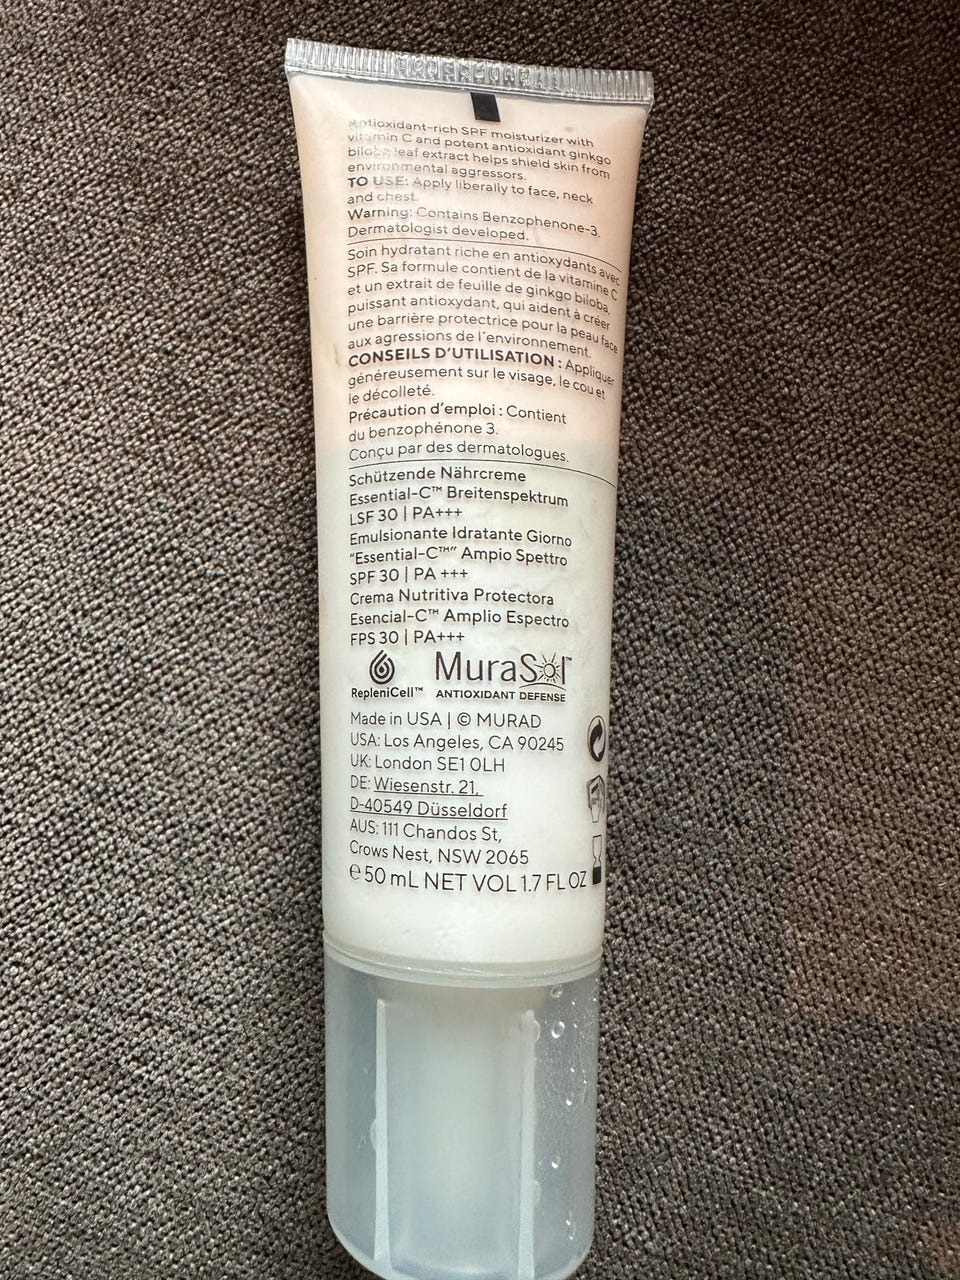 Antioxidant-rich SPF moisturizer with
vitamin C and potent antioxidant ginkgo
biloba leaf extract helps shield skin from
environmental aggressors.
TO USE: Apply liberally to face, neck
and chest.
Warning: Contains Benzophenone-3.
Dermatologist developed.
Soin hydratant riche en antioxydants avec
SPF. Sa formule contient de la vitamine C
et un extrait de feuille de ginkgo biloba,
puissant antioxydant, qui aident à créer
une barrière protectrice pour la peau face
aux agressions de l'environnement.
CONSEILS D'UTILISATION : Appliquer
généreusement sur le visage, le cou et
le décolleté.
Précaution d'emploi : Contient
du benzophénone 3.
Conçu par des dermatologues.
Schützende Nährcreme
Essential-C™ Breitenspektrum
LSF 30 | PA+++
Emulsionante Idratante Giorno
"Essential-C™" Ampio Spettro
SPF 30 | PA +++
Crema Nutritiva Protectora
Esencial-C™ Amplio Espectro
FPS 30 | PA+++
RepleniCell™
MuraSol™
ANTIOXIDANT DEFENSE
Made in USA | © MURAD
USA: Los Angeles, CA 90245
UK: London SE1 0LH
DE: Wiesenstr. 21,
D-40549 Düsseldorf
AUS: 111 Chandos St,
Crows Nest, NSW 2065
℮ 50 mL NET VOL 1.7 FL OZ